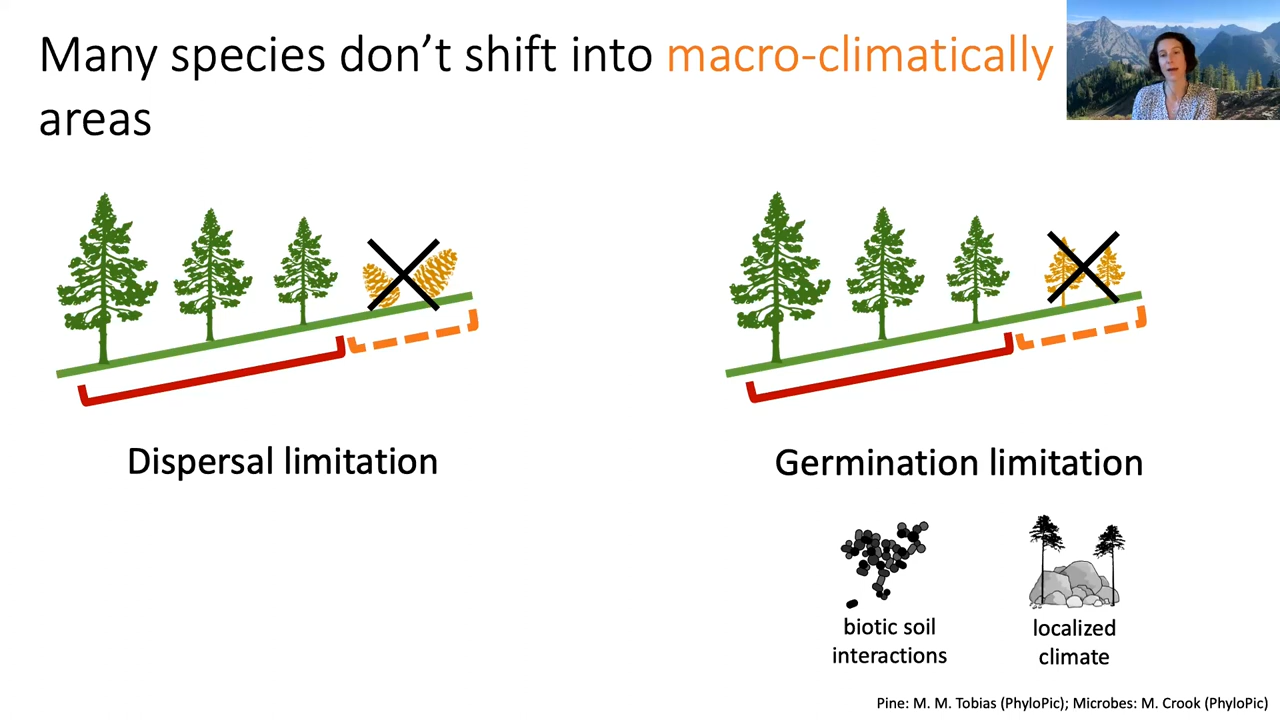 Many species don’t shift into macro-climatically
areas
Dispersal limitation
Germination limitation
biotic soil
interactions
localized
climate
Pine: M. M. Tobias (PhyloPic); Microbes: M. Crook (PhyloPic)